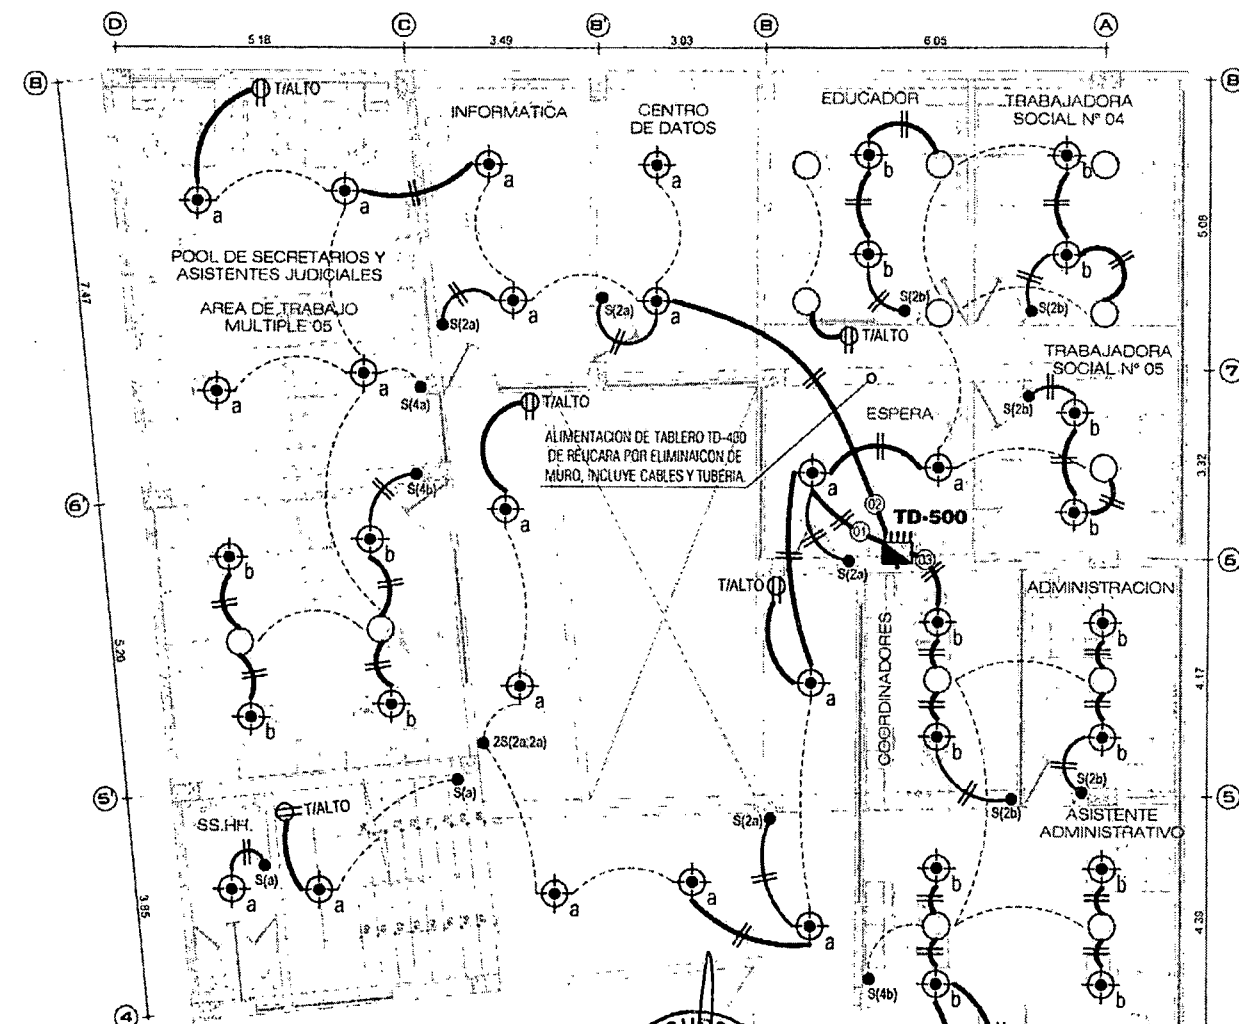 D
C
B'
B
A
5.18
3.49
3.03
6.05
8
8
T/ALTO
INFORMATICA
CENTRO
DE DATOS
EDUCADOR
TRABAJADORA
SOCIAL N° 04
b
b
a
a
a
a
5.08
POOL DE SECRETARIOS Y
ASISTENTES JUDICIALES
b
b
7.47
AREA DE TRABAJO
MULTIPLE 05
S(2a)
a
S(2a)
a
S(2b)
S(2b)
T/ALTO
TRABAJADORA
SOCIAL N° 05
7
a
a
S(4a)
T/ALTO
S(2b)
ESPERA
b
ALIMENTACION DE TABLERO TD-400
DE REUCARA POR ELIMINAICON DE
MURO, INCLUYE CABLES Y TUBERIA.
3.32
S(4b)
a
a
6'
a
02
TD-500
b
01
03
b
b
S(2a)
6
T/ALTO
ADMINISTRACION
COORDINADORES
b
b
5.20
4.17
a
a
b
b
b
b
2S(2a;2a)
S(a)
S(2b)
S(2b)
5'
5
T/ALTO
SS.HH.
S(2a)
ASISTENTE
ADMINISTRATIVO
S(a)
a
a
a
a
b
b
3.85
4.39
a
S(4b)
b
b
4